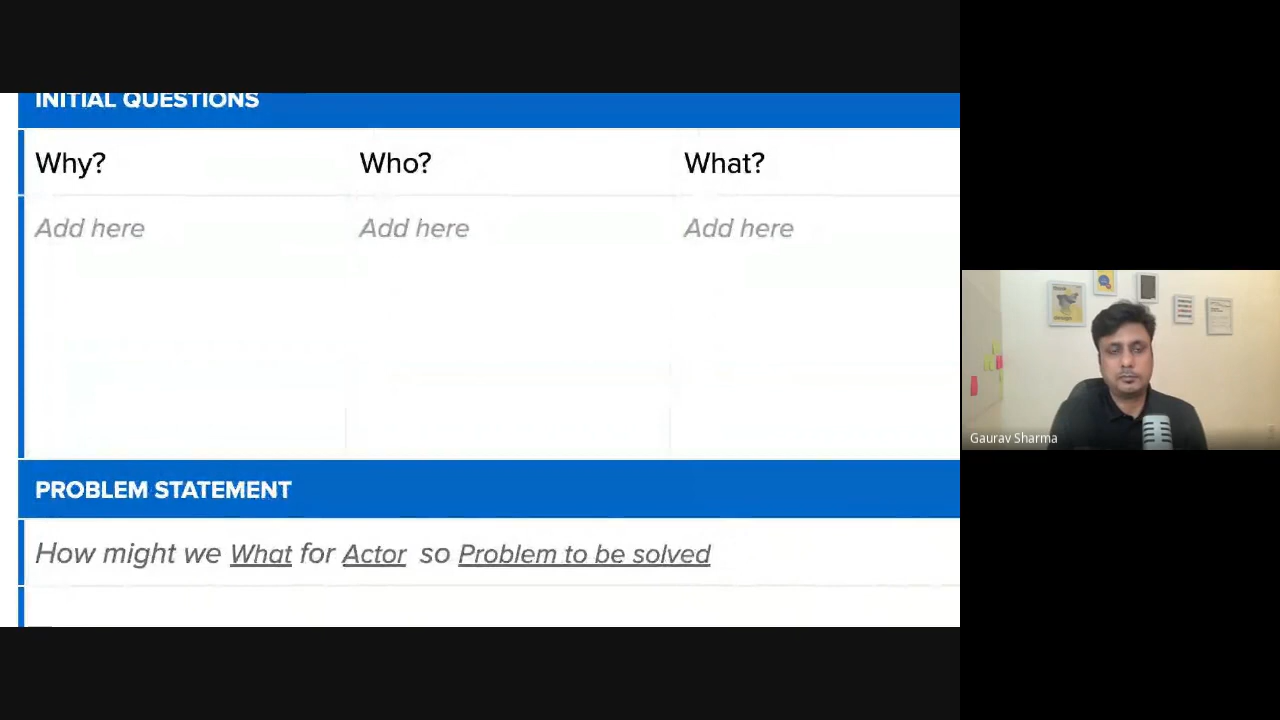 INITIAL QUESTIONS
Why? Who? What?
Add here Add here Add here
PROBLEM STATEMENT
How might we What for Actor so Problem to be solved
Gaurav Sharma